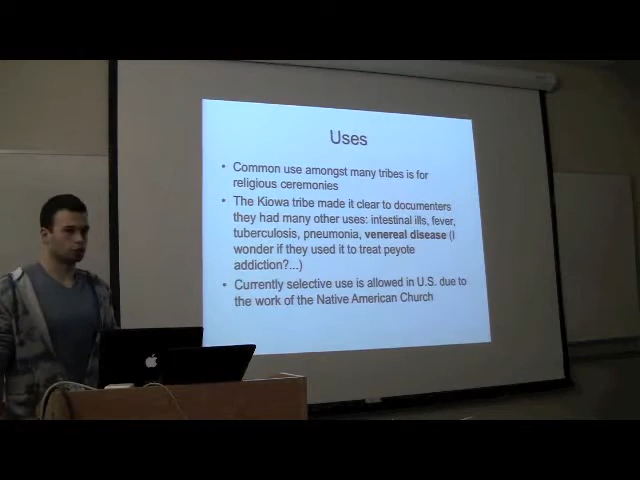 Uses
• Common use amongst many tribes is for
religious ceremonies
• The Kiowa tribe made it clear to documenters
they had many other uses: intestinal ills, fever,
tuberculosis, pneumonia, venereal disease (I
wonder if they used it to treat peyote
addiction?...)
• Currently selective use is allowed in U.S. due to
the work of the Native American Church